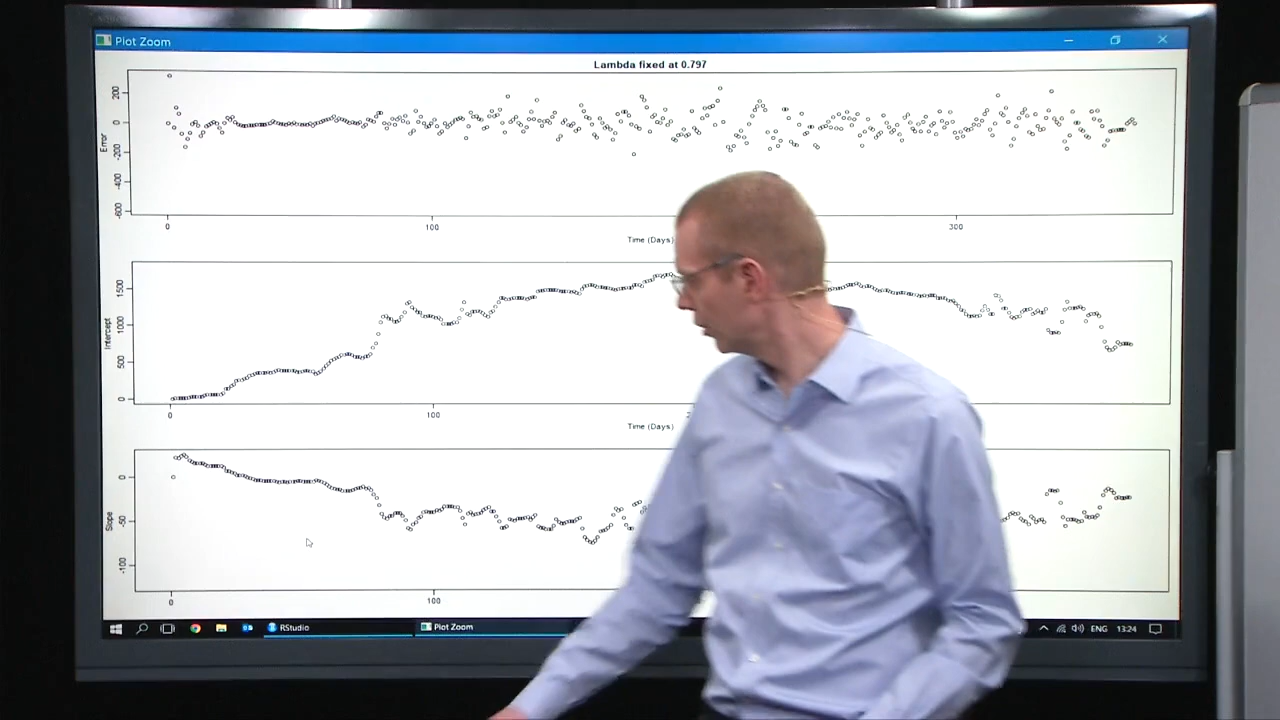 Plot Zoom
Lambda fixed at 0.797
Error
200
0
-200
-400
-600
0
100
300
Time (Days)
Intercept
1500
1000
500
0
0
100
Time (Days)
Slope
0
-50
-100
0
100
RStudio
Plot Zoom
ENG
13:24